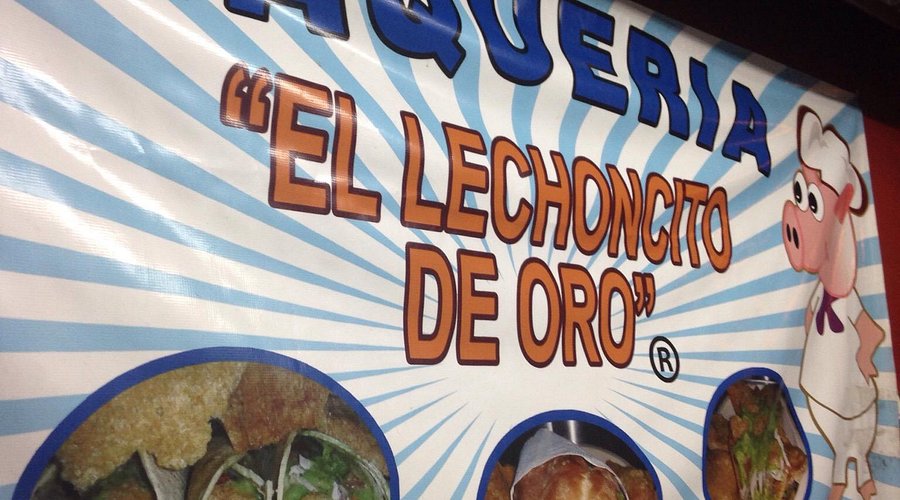 AQUERIA
"EL LECHONCITO
DE ORO" ®